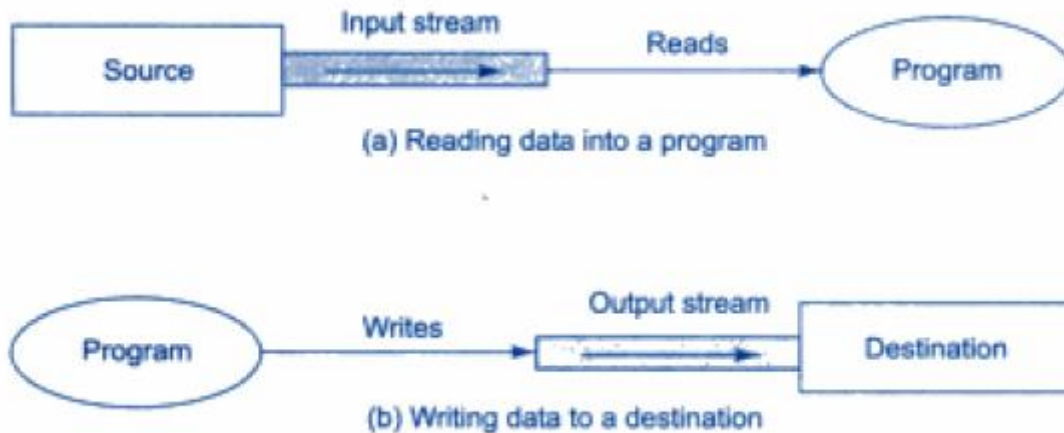 Input stream
Source
Reads
Program
(a) Reading data into a program
Output stream
Program
Writes
Destination
(b) Writing data to a destination